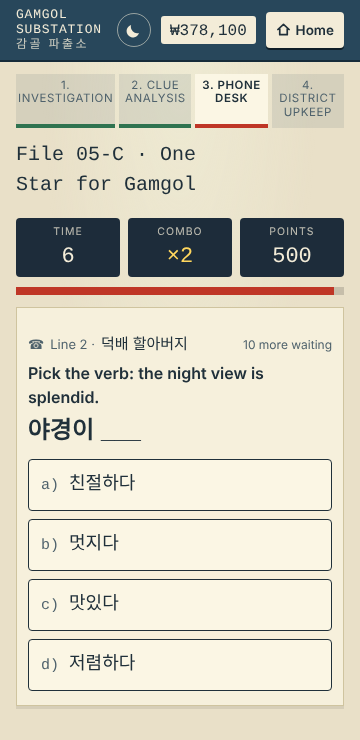 GAMGOL
SUBSTATION
감골 파출소
₩378,100
Home
1. INVESTIGATION
2. CLUE ANALYSIS
3. PHONE DESK
4. DISTRICT UPKEEP
File 05-C · One
Star for Gamgol
TIME
6
COMBO
×2
POINTS
500
☎ Line 2 · 덕배 할아버지
10 more waiting
Pick the verb: the night view is
splendid.
야경이 ___
a) 친절하다
b) 멋지다
c) 맛있다
d) 저렴하다